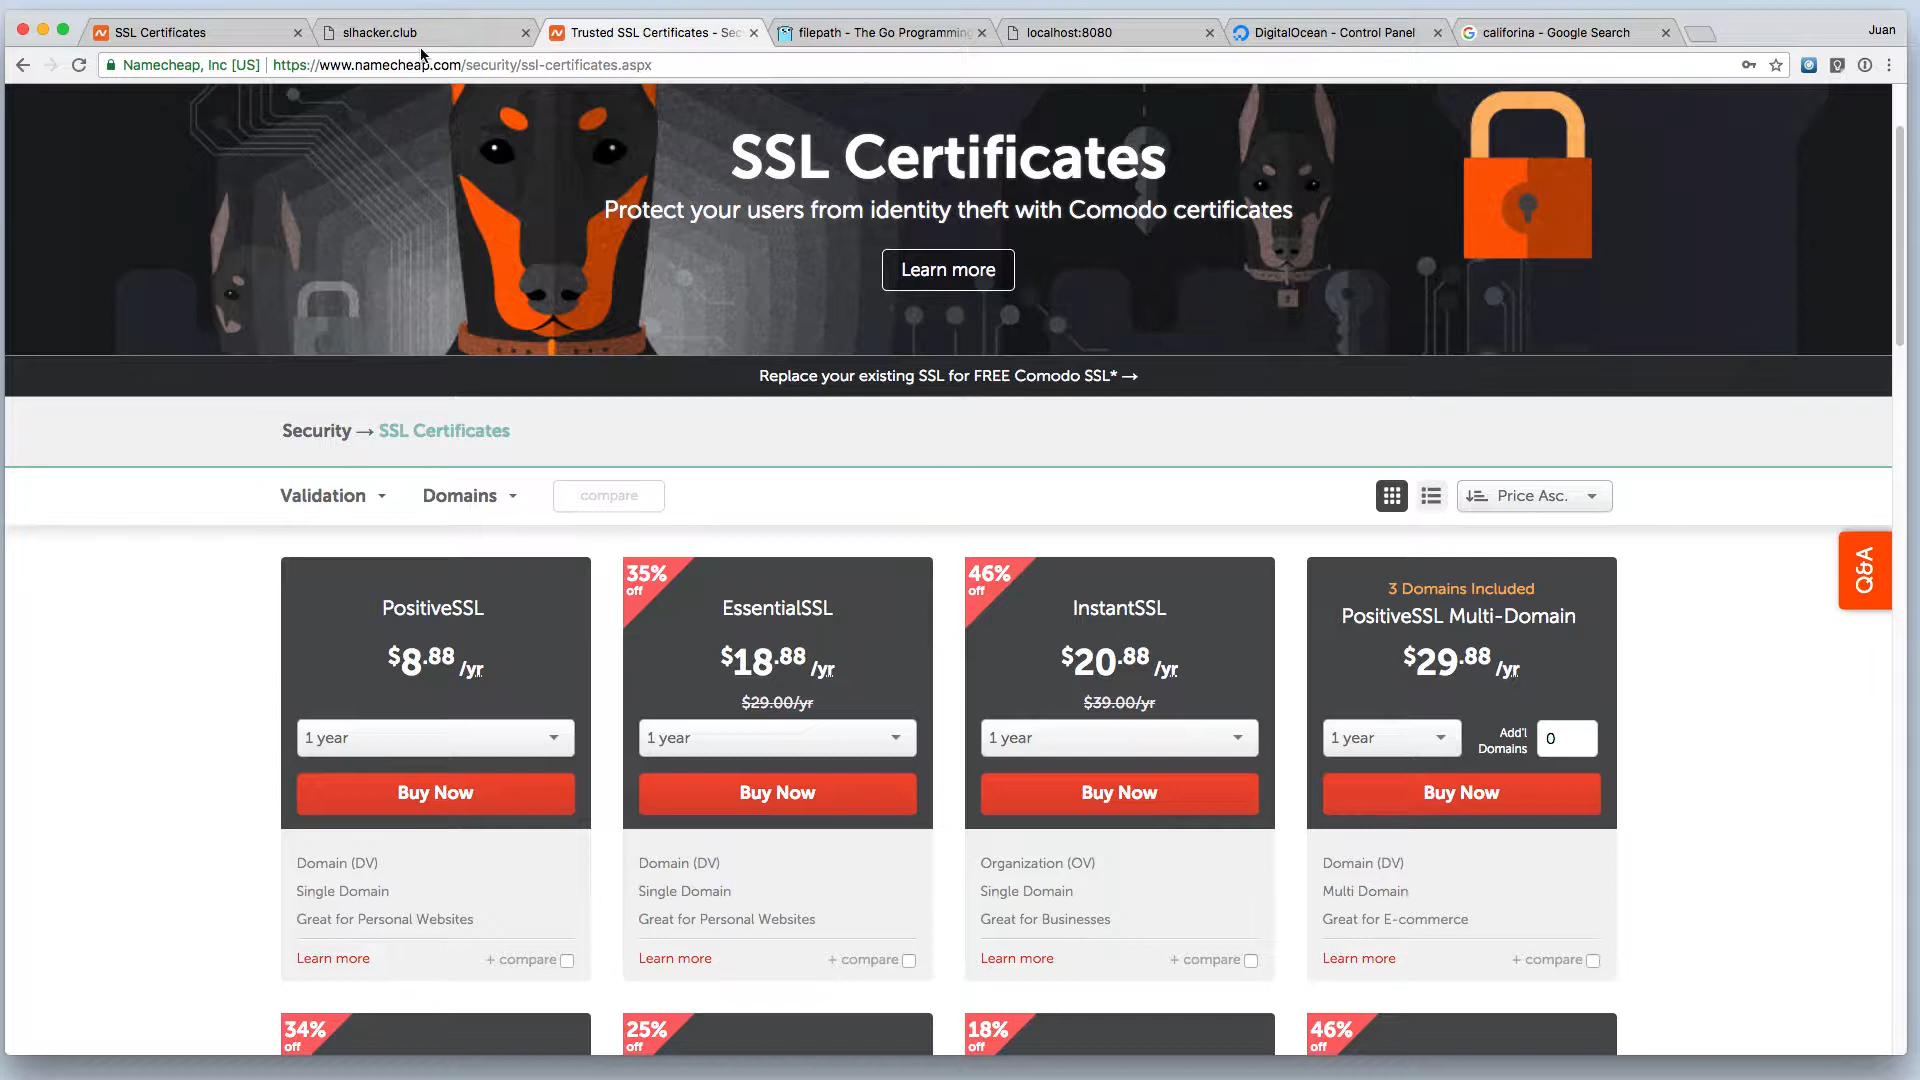 SSL Certificates
slhacker.club
Trusted SSL Certificates - Sec
filepath - The Go Programming
localhost:8080
DigitalOcean - Control Panel
califorina - Google Search
Juan
Namecheap, Inc [US]
https://www.namecheap.com/security/ssl-certificates.aspx
SSL Certificates
Protect your users from identity theft with Comodo certificates
Learn more
Replace your existing SSL for FREE Comodo SSL* →
Security → SSL Certificates
Validation
Domains
compare
Price Asc.
Q&A
PositiveSSL
$8.88 /yr
1 year
Buy Now
Domain (DV)
Single Domain
Great for Personal Websites
Learn more
+ compare
35% off
EssentialSSL
$18.88 /yr
$29.00/yr
1 year
Buy Now
Domain (DV)
Single Domain
Great for Personal Websites
Learn more
+ compare
46% off
InstantSSL
$20.88 /yr
$39.00/yr
1 year
Buy Now
Organization (OV)
Single Domain
Great for Businesses
Learn more
+ compare
3 Domains Included
PositiveSSL Multi-Domain
$29.88 /yr
1 year
Add'l
Domains
0
Buy Now
Domain (DV)
Multi Domain
Great for E-commerce
Learn more
+ compare
34% off
25% off
18% off
46% off